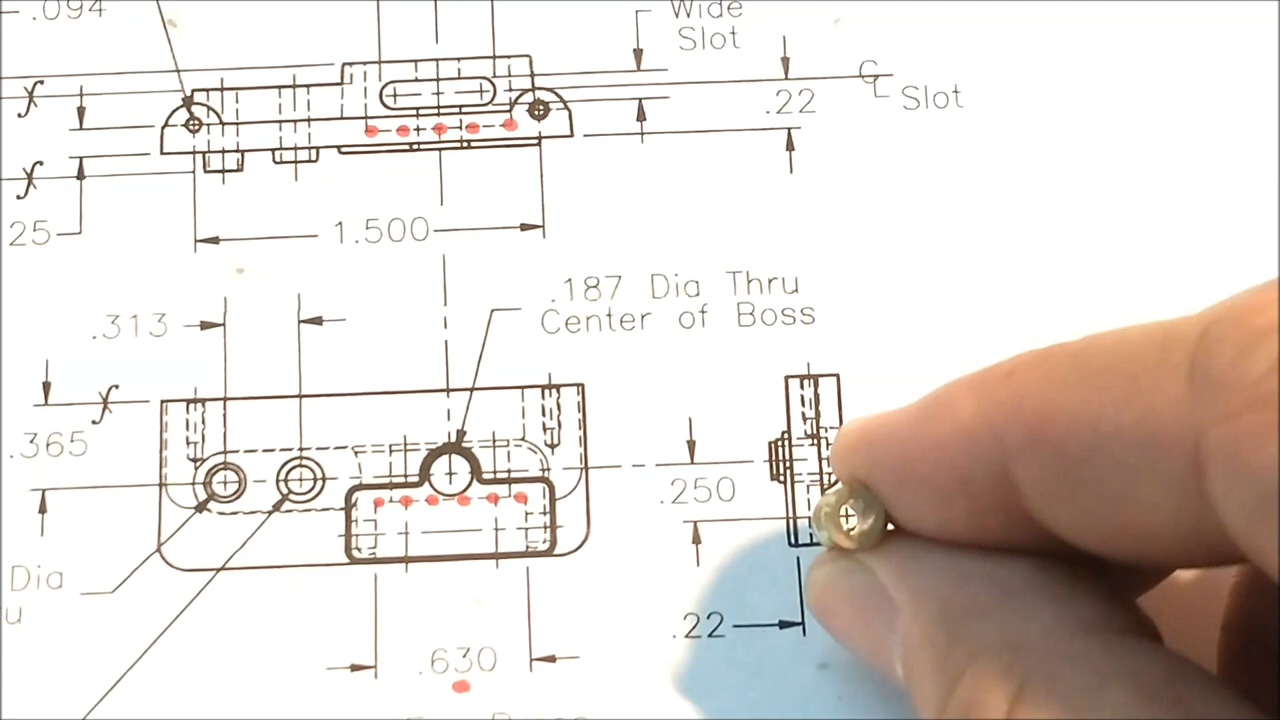 .094
Wide
Slot
.22
℄ Slot
25
1.500
.313
.187 Dia Thru
Center of Boss
.365
.250
Dia
u
.22
.630